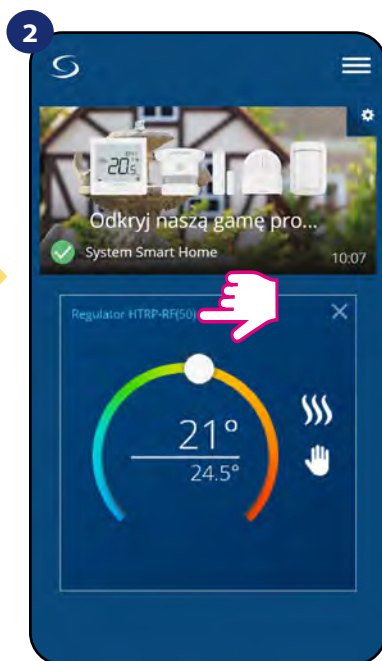 2
20.5
Odkryj naszą gamę pro...
System Smart Home
10:07
Regulator HTRP-RF(50)
21°
24.5°